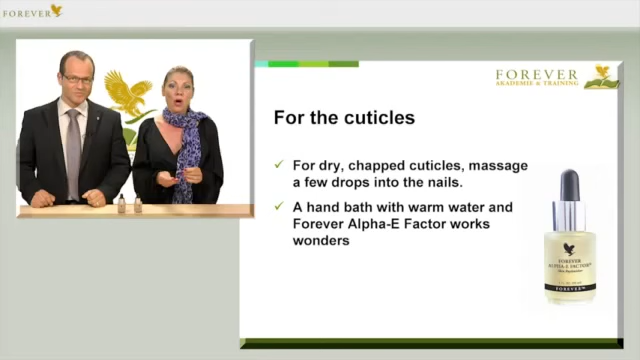 FOREVER
FOREVER
AKADEMIE & TRAINING
For the cuticles
✓ For dry, chapped cuticles, massage
a few drops into the nails.
✓ A hand bath with warm water and
Forever Alpha-E Factor works
wonders
FOREVER
ALPHA-E FACTOR
FOREVER